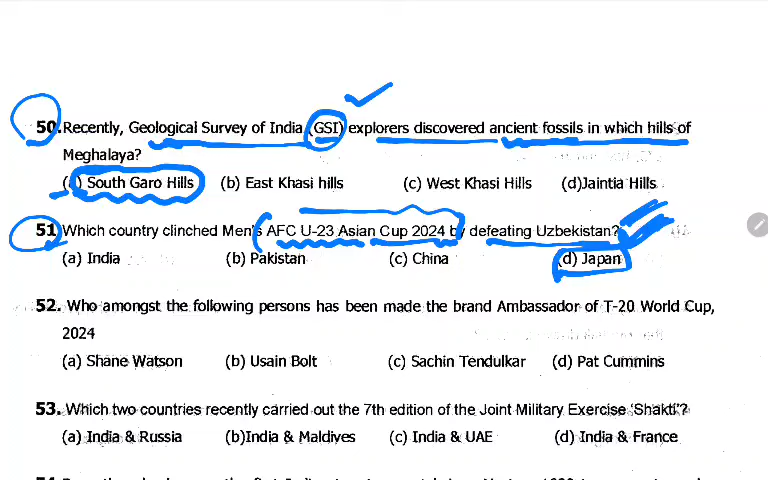 50. Recently, Geological Survey of India (GSI) explorers discovered ancient fossils in which hills of
Meghalaya?
(a) South Garo Hills (b) East Khasi hills (c) West Khasi Hills (d)Jaintia Hills
51. Which country clinched Men's AFC U-23 Asian Cup 2024 by defeating Uzbekistan?
(a) India (b) Pakistan (c) China (d) Japan
52. Who amongst the following persons has been made the brand Ambassador of T-20 World Cup,
2024
(a) Shane Watson (b) Usain Bolt (c) Sachin Tendulkar (d) Pat Cummins
53. Which two countries recently carried out the 7th edition of the Joint Military Exercise 'Shakti'?
(a) India & Russia (b)India & Maldives (c) India & UAE (d) India & France